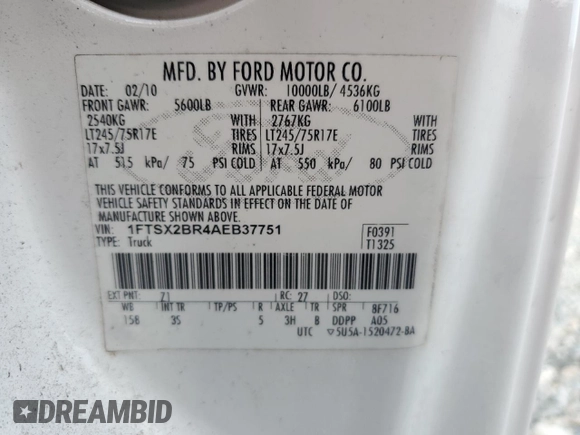 MFD. BY FORD MOTOR CO.
DATE: 02/10 GVWR: 10000LB/ 4536KG
FRONT GAWR: 5600LB REAR GAWR: 6100LB
2540KG WITH 2767KG WITH
LT245/75R17E TIRES LT245/75R17E TIRES
17x7.5J RIMS 17x7.5J RIMS
AT 515 kPa/ 75 PSI COLD AT 550 kPa/ 80 PSI COLD
THIS VEHICLE CONFORMS TO ALL APPLICABLE FEDERAL MOTOR
VEHICLE SAFETY STANDARDS IN EFFECT ON THE DATE OF
MANUFACTURE SHOWN ABOVE.
VIN: 1FTSX2BR4AEB37751 F0391
TYPE: Truck T1325
EXT PNT: Z1 RC: 27 DSO:
WB INT TR TP/PS R AXLE TR SPR 8F716
158 3S 5 3H B DDPP A05
UTC ▽5U5A-1520472-BA
Ford
DREAMBID